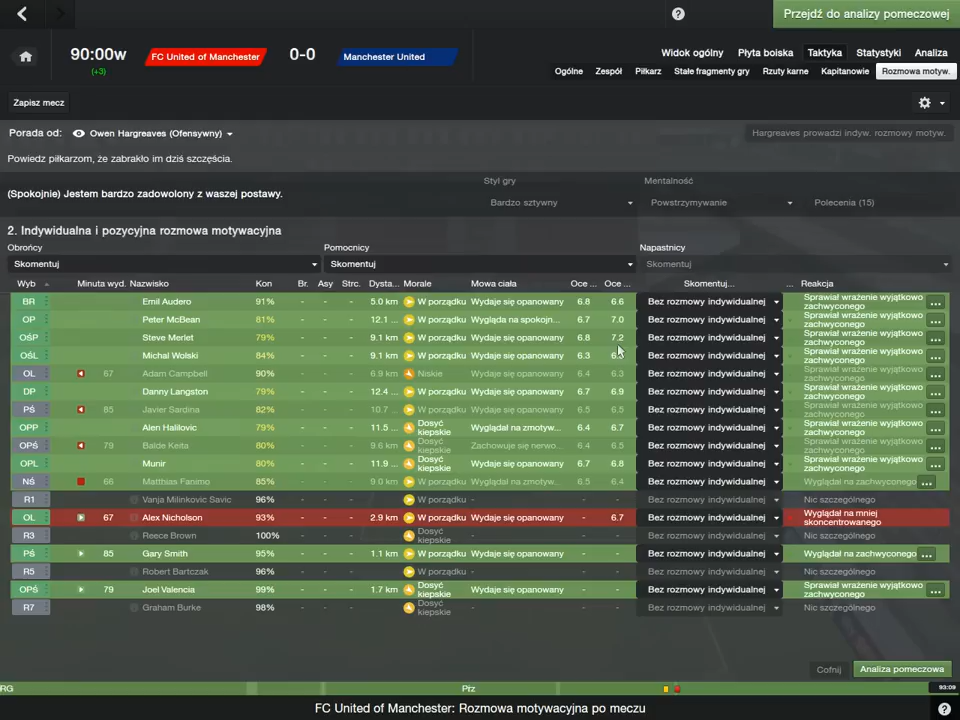 Przejdź do analizy pomeczowej
90:00w
(+3)
FC United of Manchester
0-0
Manchester United
Widok ogólny Płyta boiska Taktyka Statystyki Analiza
Ogólne Zespół Piłkarz Stałe fragmenty gry Rzuty karne Kapitanowie Rozmowa motyw.
Zapisz mecz
Porada od: Owen Hargreaves (Ofensywny)
Hargreaves prowadzi indyw. rozmowy motyw.
Powiedz piłkarzom, że zabrakło im dziś szczęścia.
Styl gry Mentalność
(Spokojnie) Jestem bardzo zadowolony z waszej postawy.
Bardzo sztywny Powstrzymywanie Polecenia (15)
2. Indywidualna i pozycyjna rozmowa motywacyjna
Obrońcy Pomocnicy Napastnicy
Skomentuj Skomentuj Skomentuj
Wyb Minuta wyd. Nazwisko Kon Br. Asy Strc. Dysta... Morale Mowa ciała Oce ... Oce ... Skomentuj... ... Reakcja
BR Emil Audero 91% - - - 5.0 km W porządku Wydaje się opanowany 6.8 6.6 Bez rozmowy indywidualnej Sprawiał wrażenie wyjątkowo zachwyconego ...
OP Peter McBean 81% - - - 12.1 ... W porządku Wygląda na spokojn... 6.7 7.0 Bez rozmowy indywidualnej Sprawiał wrażenie wyjątkowo zachwyconego ...
OŚP Steve Merlet 79% - - - 9.1 km W porządku Wydaje się opanowany 6.8 7.2 Bez rozmowy indywidualnej Sprawiał wrażenie wyjątkowo zachwyconego ...
OŚL Michal Wolski 84% - - - 9.1 km W porządku Wydaje się opanowany 6.3 Bez rozmowy indywidualnej Sprawiał wrażenie wyjątkowo zachwyconego ...
OL 67 Adam Campbell 90% - - - 6.9 km Niskie Wydaje się opanowany 6.4 6.3 Bez rozmowy indywidualnej Sprawiał wrażenie wyjątkowo zachwyconego ...
DP Danny Langston 79% - - - 12.4 ... W porządku Wydaje się opanowany 6.7 6.9 Bez rozmowy indywidualnej Sprawiał wrażenie wyjątkowo zachwyconego ...
PŚ 85 Javier Sardina 82% - - - 10.7 ... W porządku Wydaje się opanowany 6.5 6.5 Bez rozmowy indywidualnej Sprawiał wrażenie wyjątkowo zachwyconego ...
OPP Alen Halilovic 80% - - - 11.5 ... Dosyć kiepskie Wyglądał na zmotyw... 6.4 6.7 Bez rozmowy indywidualnej Sprawiał wrażenie wyjątkowo zachwyconego ...
OPŚ 79 Balde Keita 80% - - - 9.6 km Dosyć kiepskie Zachowuje się nerwo... 6.4 6.5 Bez rozmowy indywidualnej Sprawiał wrażenie wyjątkowo zachwyconego ...
OPL Munir 80% - - - 11.9 ... Dosyć kiepskie Wydaje się opanowany 6.7 6.8 Bez rozmowy indywidualnej Sprawiał wrażenie wyjątkowo zachwyconego ...
NŚ 66 Matthias Fanimo 85% - - - 9.0 km W porządku Wyglądał na zmotyw... 6.5 6.4 Bez rozmowy indywidualnej Wyglądał na zachwyconego ...
R1 Vanja Milinkovic Savic 96% - - - W porządku - - - Bez rozmowy indywidualnej Nic szczególnego
OL 67 Alex Nicholson 93% - - - 2.9 km W porządku Wydaje się opanowany - 6.7 Bez rozmowy indywidualnej Wyglądał na mniej skoncentrowanego
R3 Reece Brown 100% - - - Dosyć kiepskie - - - Bez rozmowy indywidualnej Nic szczególnego
PŚ 85 Gary Smith 95% - - - 1.1 km W porządku Wydaje się opanowany - - Bez rozmowy indywidualnej Wyglądał na zachwyconego ...
R5 Robert Bartczak 96% - - - W porządku - - - Bez rozmowy indywidualnej Nic szczególnego
OPŚ 79 Joel Valencia 99% - - - 1.7 km Dosyć kiepskie Wydaje się opanowany - - Bez rozmowy indywidualnej Sprawiał wrażenie wyjątkowo zachwyconego ...
R7 Graham Burke 98% - - - Dosyć kiepskie - - - Bez rozmowy indywidualnej Nic szczególnego
Cofnij Analiza pomeczowa
RG Płz 93:09
FC United of Manchester: Rozmowa motywacyjna po meczu